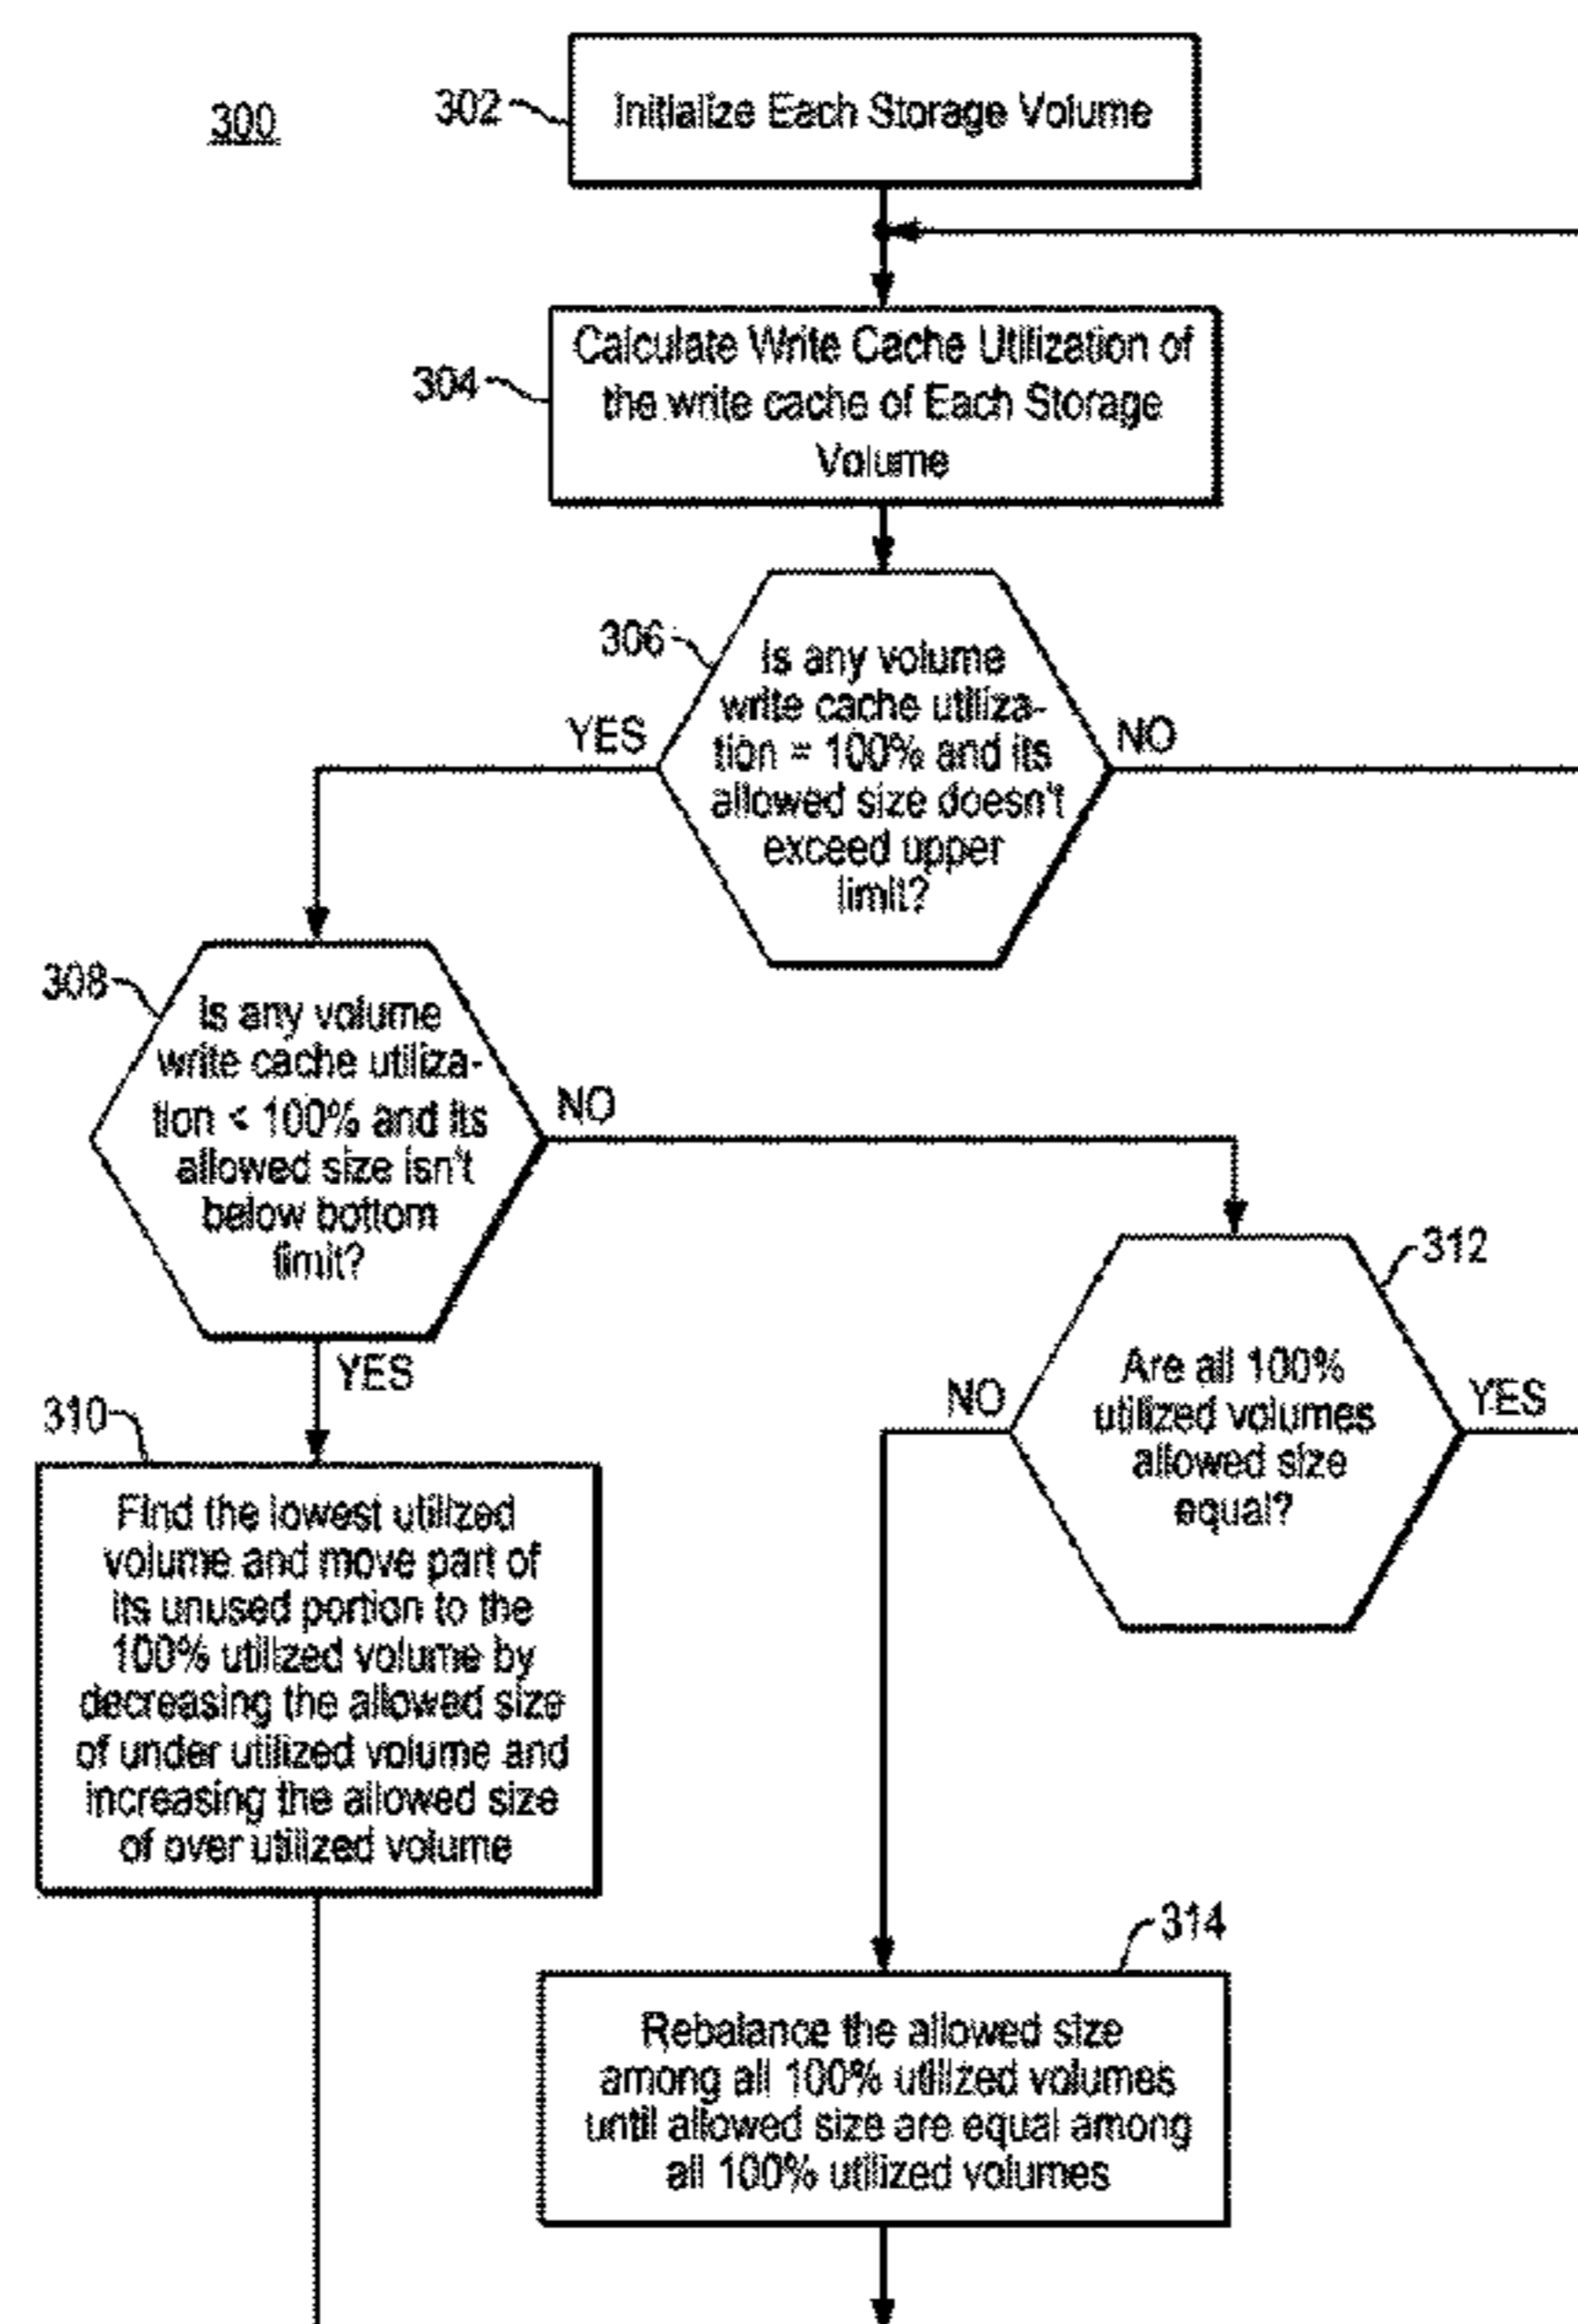 300
302
Initialize Each Storage Volume
304
Calculate Write Cache Utilization of
the write cache of Each Storage
Volume
306
Is any volume
write cache utiliza-
tion = 100% and its
allowed size doesn't
exceed upper
limit?
YES
NO
308
Is any volume
write cache utiliza-
tion < 100% and its
allowed size isn't
below bottom
limit?
NO
YES
312
Are all 100%
utilized volumes
allowed size
equal?
NO
YES
310
Find the lowest utilized
volume and move part of
its unused portion to the
100% utilized volume by
decreasing the allowed size
of under utilized volume and
increasing the allowed size
of over utilized volume
314
Rebalance the allowed size
among all 100% utilized volumes
until allowed size are equal among
all 100% utilized volumes